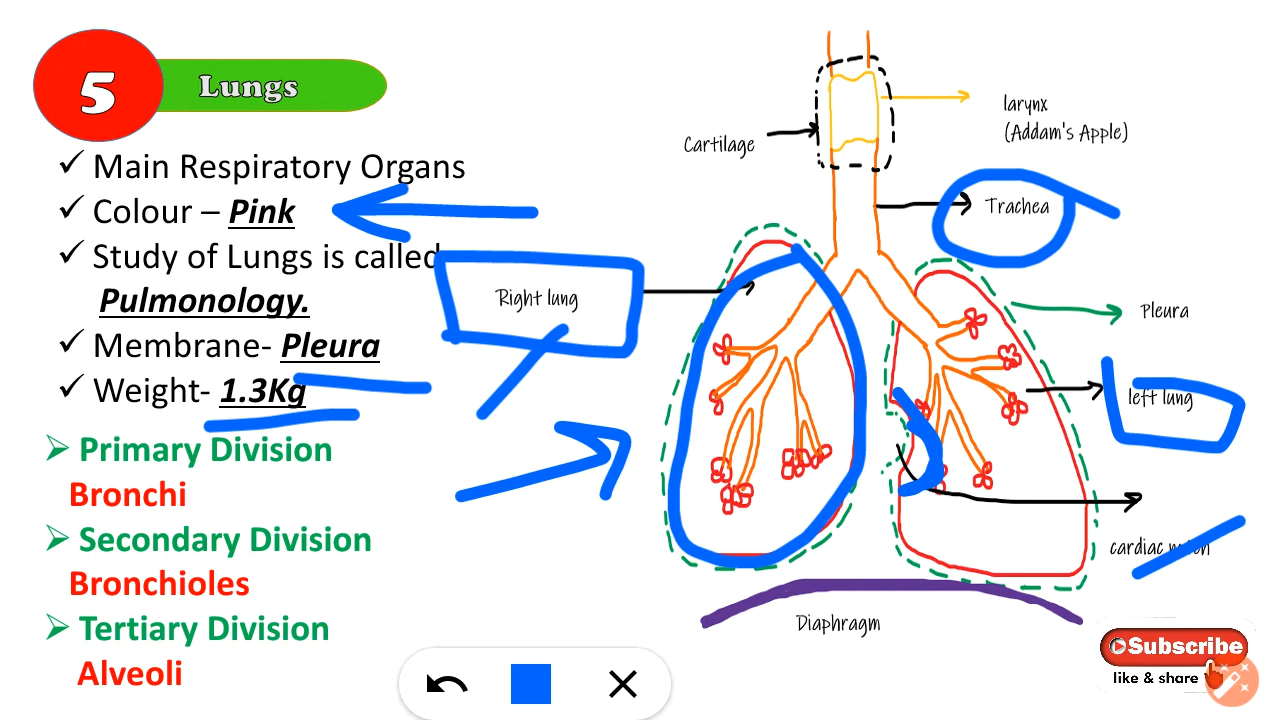 5
Lungs
✓ Main Respiratory Organs
✓ Colour – Pink
✓ Study of Lungs is called
Pulmonology.
✓ Membrane- Pleura
✓ Weight- 1.3Kg
➢ Primary Division
Bronchi
➢ Secondary Division
Bronchioles
➢ Tertiary Division
Alveoli
Cartilage
larynx
(Addam's Apple)
Trachea
Right lung
Pleura
left lung
cardiac
Diaphragm
Subscribe
like & share